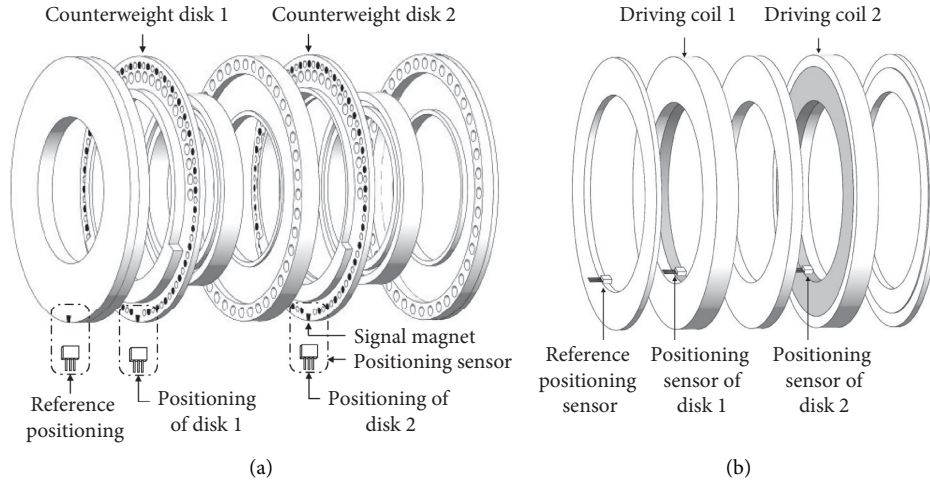 Counterweight disk 1
Counterweight disk 2
Signal magnet
Positioning sensor
Reference
positioning
Positioning
of disk 1
Positioning of
disk 2
(a)
Driving coil 1
Driving coil 2
Reference
positioning
sensor
Positioning
sensor of
disk 1
Positioning
sensor of
disk 2
(b)